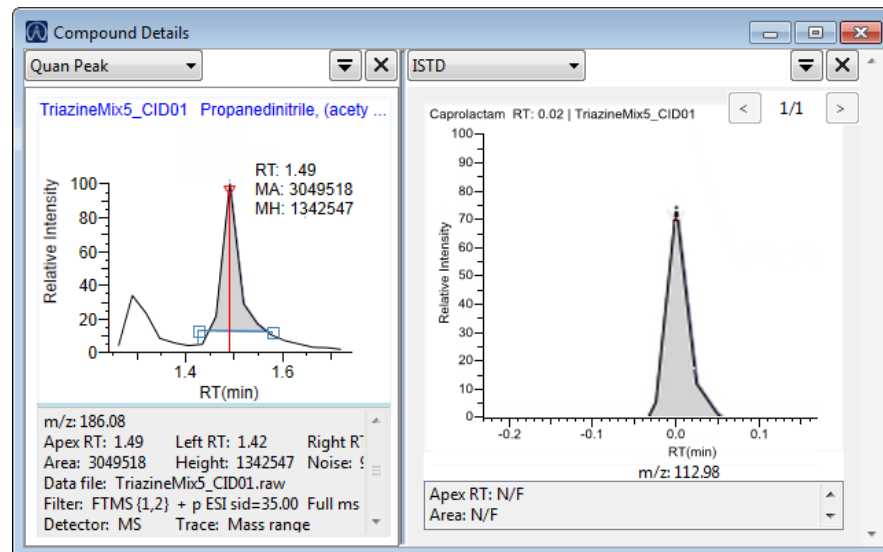 Compound Details
Quan Peak
TriazineMix5_CID01 Propanedinitrile, (acety ...
RT: 1.49
MA: 3049518
MH: 1342547
Relative Intensity
100
80
60
40
20
0
1.4 1.6
RT(min)
m/z: 186.08
Apex RT: 1.49 Left RT: 1.42 Right RT
Area: 3049518 Height: 1342547 Noise:
Data file: TriazineMix5_CID01.raw
Filter: FTMS {1,2} + p ESI sid=35.00 Full ms
Detector: MS Trace: Mass range
ISTD
< 1/1 >
Caprolactam RT: 0.02 | TriazineMix5_CID01
Relative Intensity
100
90
80
70
60
50
40
30
20
10
0
-0.2 -0.1 0.0 0.1
RT(min)
m/z: 112.98
Apex RT: N/F
Area: N/F